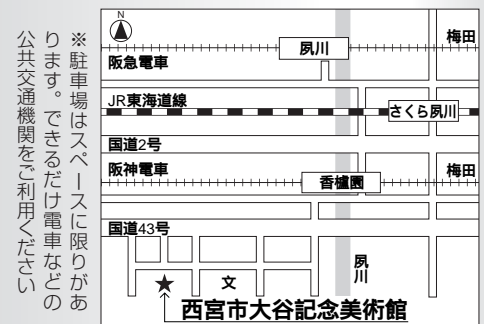 ※駐車場はスペースに限りがあ
ります。できるだけ電車などの
公共交通機関をご利用ください
N
夙川
梅田
阪急電車
JR東海道線
さくら夙川
国道2号
阪神電車
香櫨園
梅田
国道43号
文
夙川
西宮市大谷記念美術館